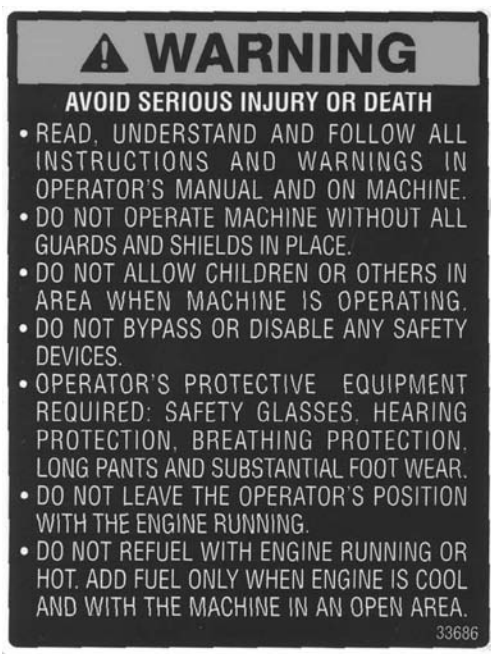 WARNING
AVOID SERIOUS INJURY OR DEATH
• READ, UNDERSTAND AND FOLLOW ALL
INSTRUCTIONS AND WARNINGS IN
OPERATOR'S MANUAL AND ON MACHINE.
• DO NOT OPERATE MACHINE WITHOUT ALL
GUARDS AND SHIELDS IN PLACE.
• DO NOT ALLOW CHILDREN OR OTHERS IN
AREA WHEN MACHINE IS OPERATING.
• DO NOT BYPASS OR DISABLE ANY SAFETY
DEVICES.
• OPERATOR'S PROTECTIVE EQUIPMENT
REQUIRED: SAFETY GLASSES, HEARING
PROTECTION, BREATHING PROTECTION,
LONG PANTS AND SUBSTANTIAL FOOT WEAR.
• DO NOT LEAVE THE OPERATOR'S POSITION
WITH THE ENGINE RUNNING.
• DO NOT REFUEL WITH ENGINE RUNNING OR
HOT. ADD FUEL ONLY WHEN ENGINE IS COOL
AND WITH THE MACHINE IN AN OPEN AREA.
33686